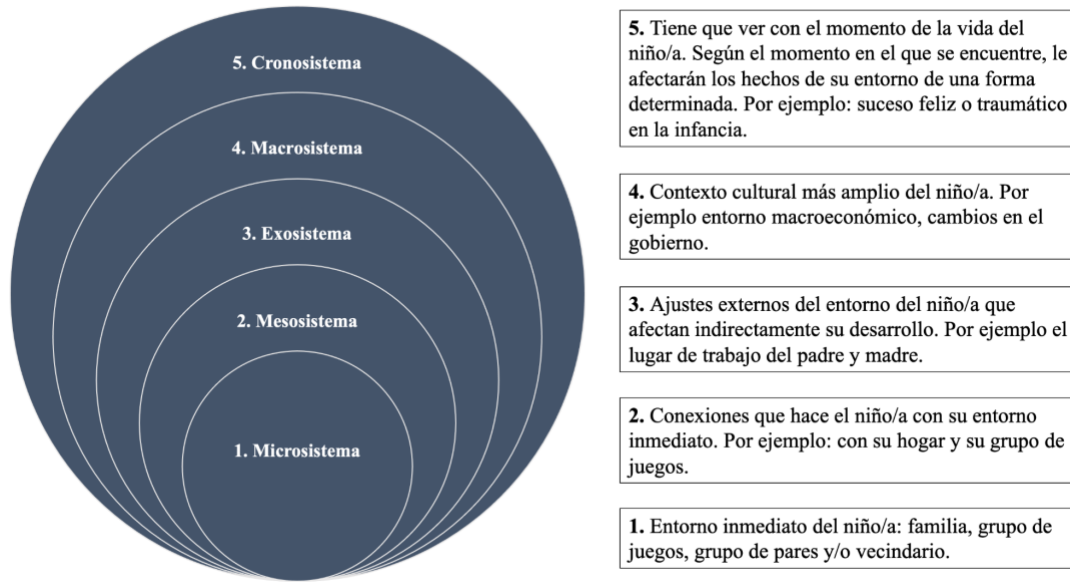 5. Cronosistema
4. Macrosistema
3. Exosistema
2. Mesosistema
1. Microsistema
5. Tiene que ver con el momento de la vida del
niño/a. Según el momento en el que se encuentre, le
afectarán los hechos de su entorno de una forma
determinada. Por ejemplo: suceso feliz o traumático
en la infancia.
4. Contexto cultural más amplio del niño/a. Por
ejemplo entorno macroeconómico, cambios en el
gobierno.
3. Ajustes externos del entorno del niño/a que
afectan indirectamente su desarrollo. Por ejemplo el
lugar de trabajo del padre y madre.
2. Conexiones que hace el niño/a con su entorno
inmediato. Por ejemplo: con su hogar y su grupo de
juegos.
1. Entorno inmediato del niño/a: familia, grupo de
juegos, grupo de pares y/o vecindario.